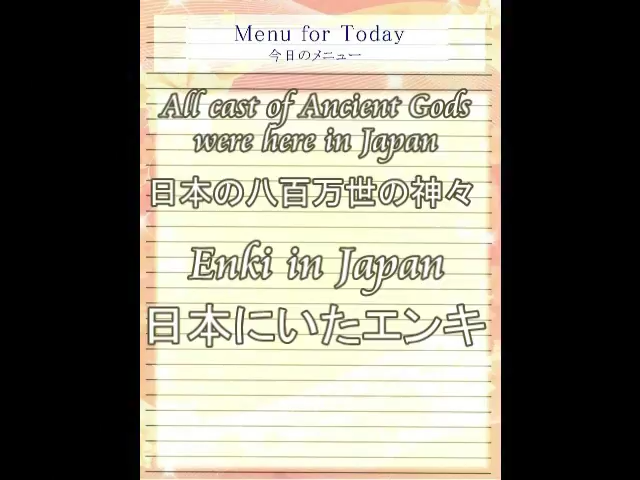 Menu for Today
今日のメニュー
All cast of Ancient Gods
were here in Japan
日本の八百万世の神々
Enki in Japan
日本にいたエンキ